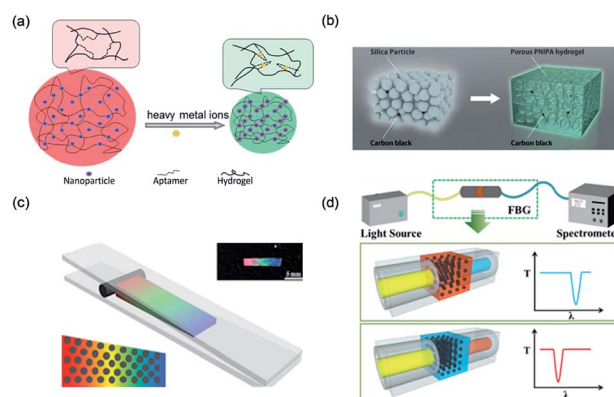 (a)
heavy metal ions
Nanoparticle Aptamer Hydrogel
(b)
Silica Particle
Porous PNIPA hydrogel
Carbon black
Carbon black
(c)
5 mm
(d)
FBG
Light Source
Spectrometer
T
λ
T
λ